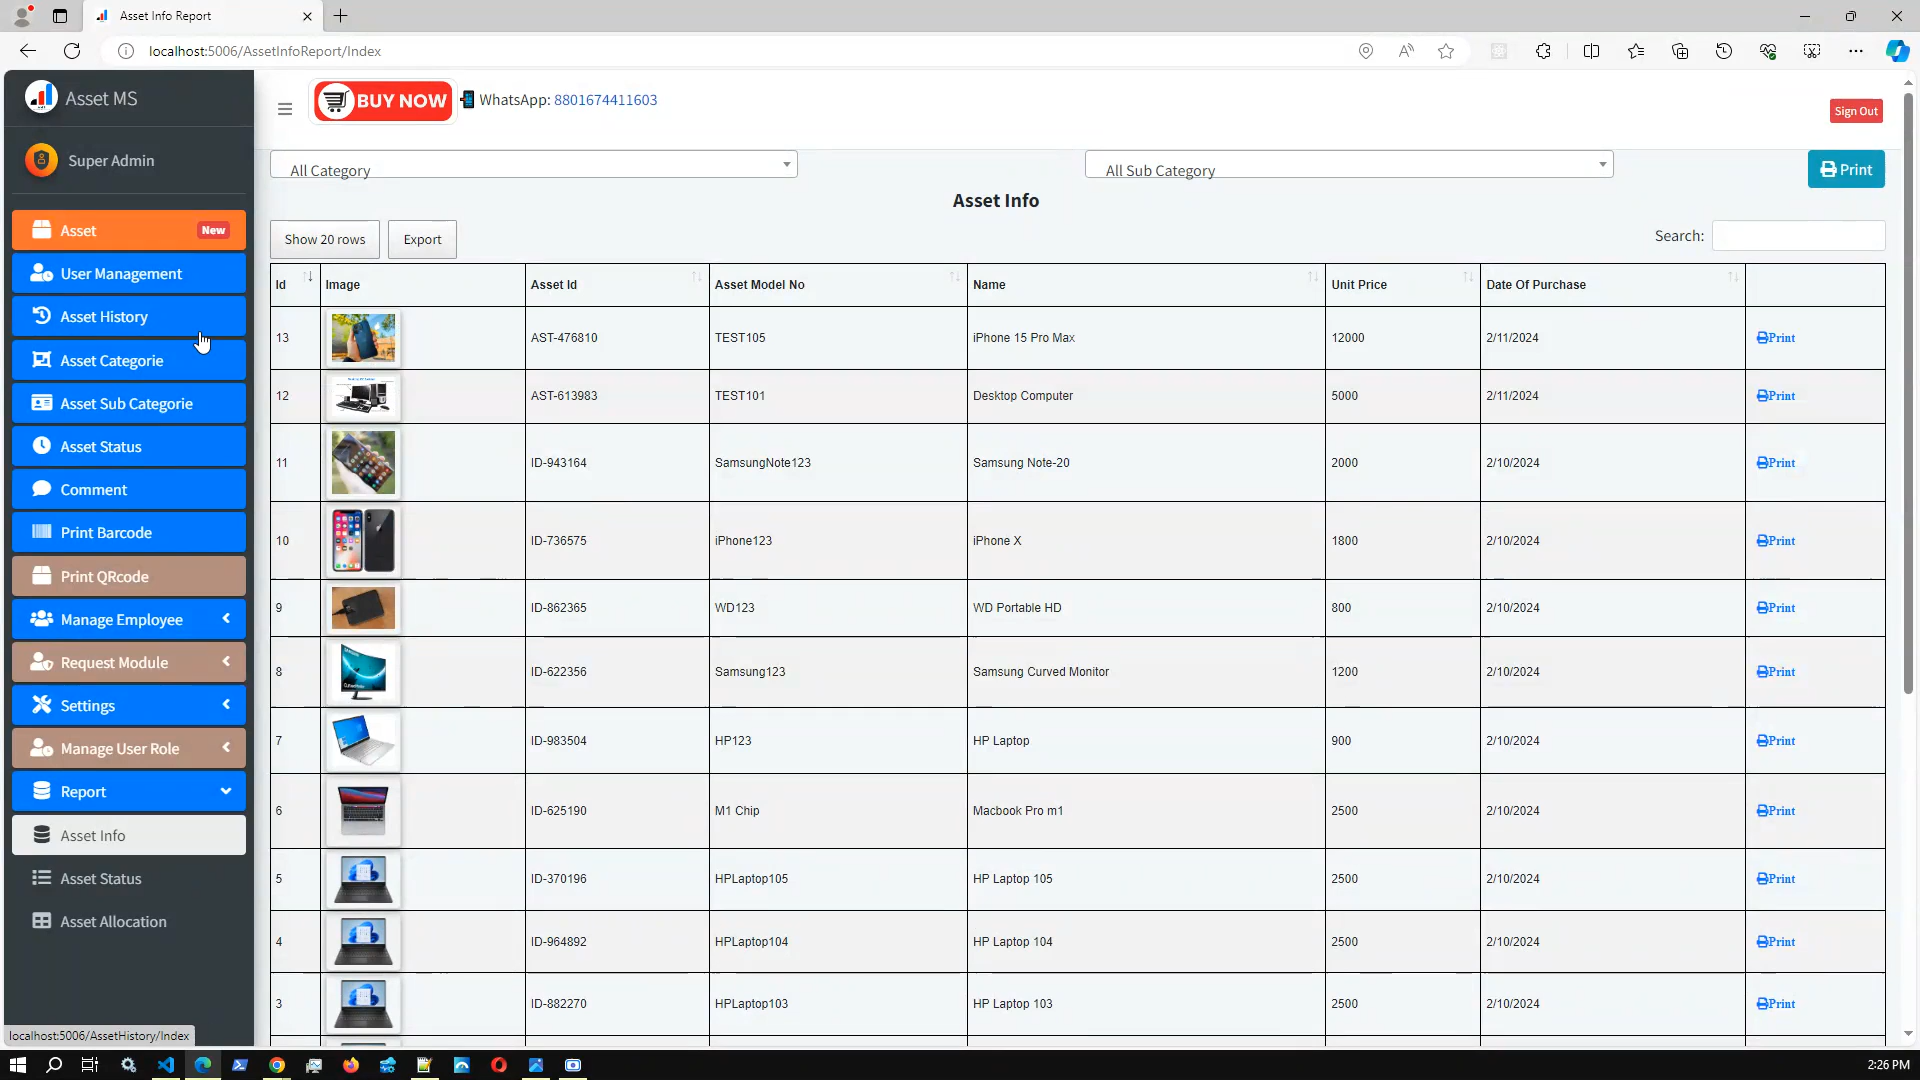 Asset Info Report
localhost:5006/AssetInfoReport/Index
Asset MS
BUY NOW
WhatsApp: 8801674411603
Sign Out
Super Admin
All Category
All Sub Category
Print
Asset Info
Asset New
User Management
Asset History
Asset Categorie
Asset Sub Categorie
Asset Status
Comment
Print Barcode
Print QRcode
Manage Employee
Request Module
Settings
Manage User Role
Report
Asset Info
Asset Status
Asset Allocation
Show 20 rows
Export
Search:
Id Image Asset Id Asset Model No Name Unit Price Date Of Purchase
13 AST-476810 TEST105 iPhone 15 Pro Max 12000 2/11/2024 Print
12 AST-613983 TEST101 Desktop Computer 5000 2/11/2024 Print
11 ID-943164 SamsungNote123 Samsung Note-20 2000 2/10/2024 Print
10 ID-736575 iPhone123 iPhone X 1800 2/10/2024 Print
9 ID-862365 WD123 WD Portable HD 800 2/10/2024 Print
8 ID-622356 Samsung123 Samsung Curved Monitor 1200 2/10/2024 Print
7 ID-983504 HP123 HP Laptop 900 2/10/2024 Print
6 ID-625190 M1 Chip Macbook Pro m1 2500 2/10/2024 Print
5 ID-370196 HPLaptop105 HP Laptop 105 2500 2/10/2024 Print
4 ID-964892 HPLaptop104 HP Laptop 104 2500 2/10/2024 Print
3 ID-882270 HPLaptop103 HP Laptop 103 2500 2/10/2024 Print
localhost:5006/AssetHistory/Index
2:26 PM